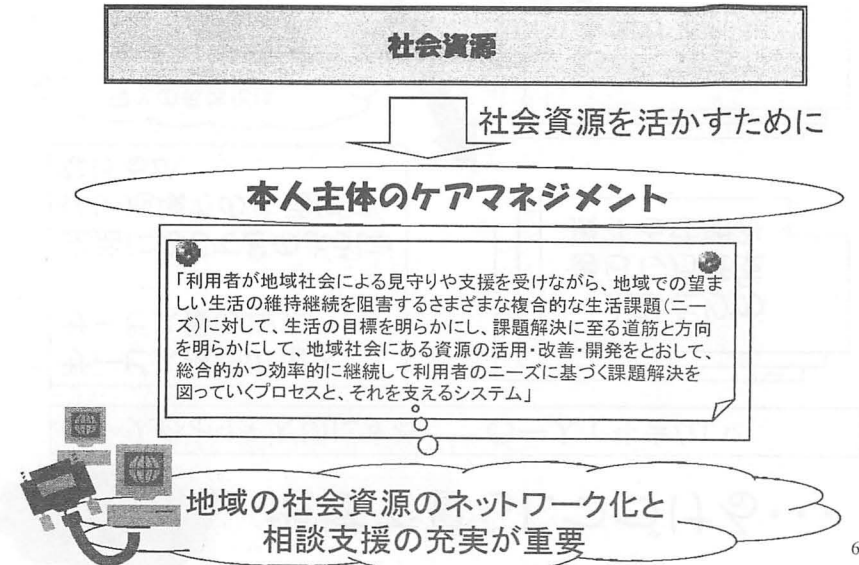 社会資源
社会資源を活かすために
本人主体のケアマネジメント
「利用者が地域社会による見守りや支援を受けながら、地域での望ま
しい生活の維持継続を阻害するさまざまな複合的な生活課題(ニー
ズ)に対して、生活の目標を明らかにし、課題解決に至る道筋と方向
を明らかにして、地域社会にある資源の活用・改善・開発をとおして、
総合的かつ効率的に継続して利用者のニーズに基づく課題解決を
図っていくプロセスと、それを支えるシステム」
地域の社会資源のネットワーク化と
相談支援の充実が重要
6